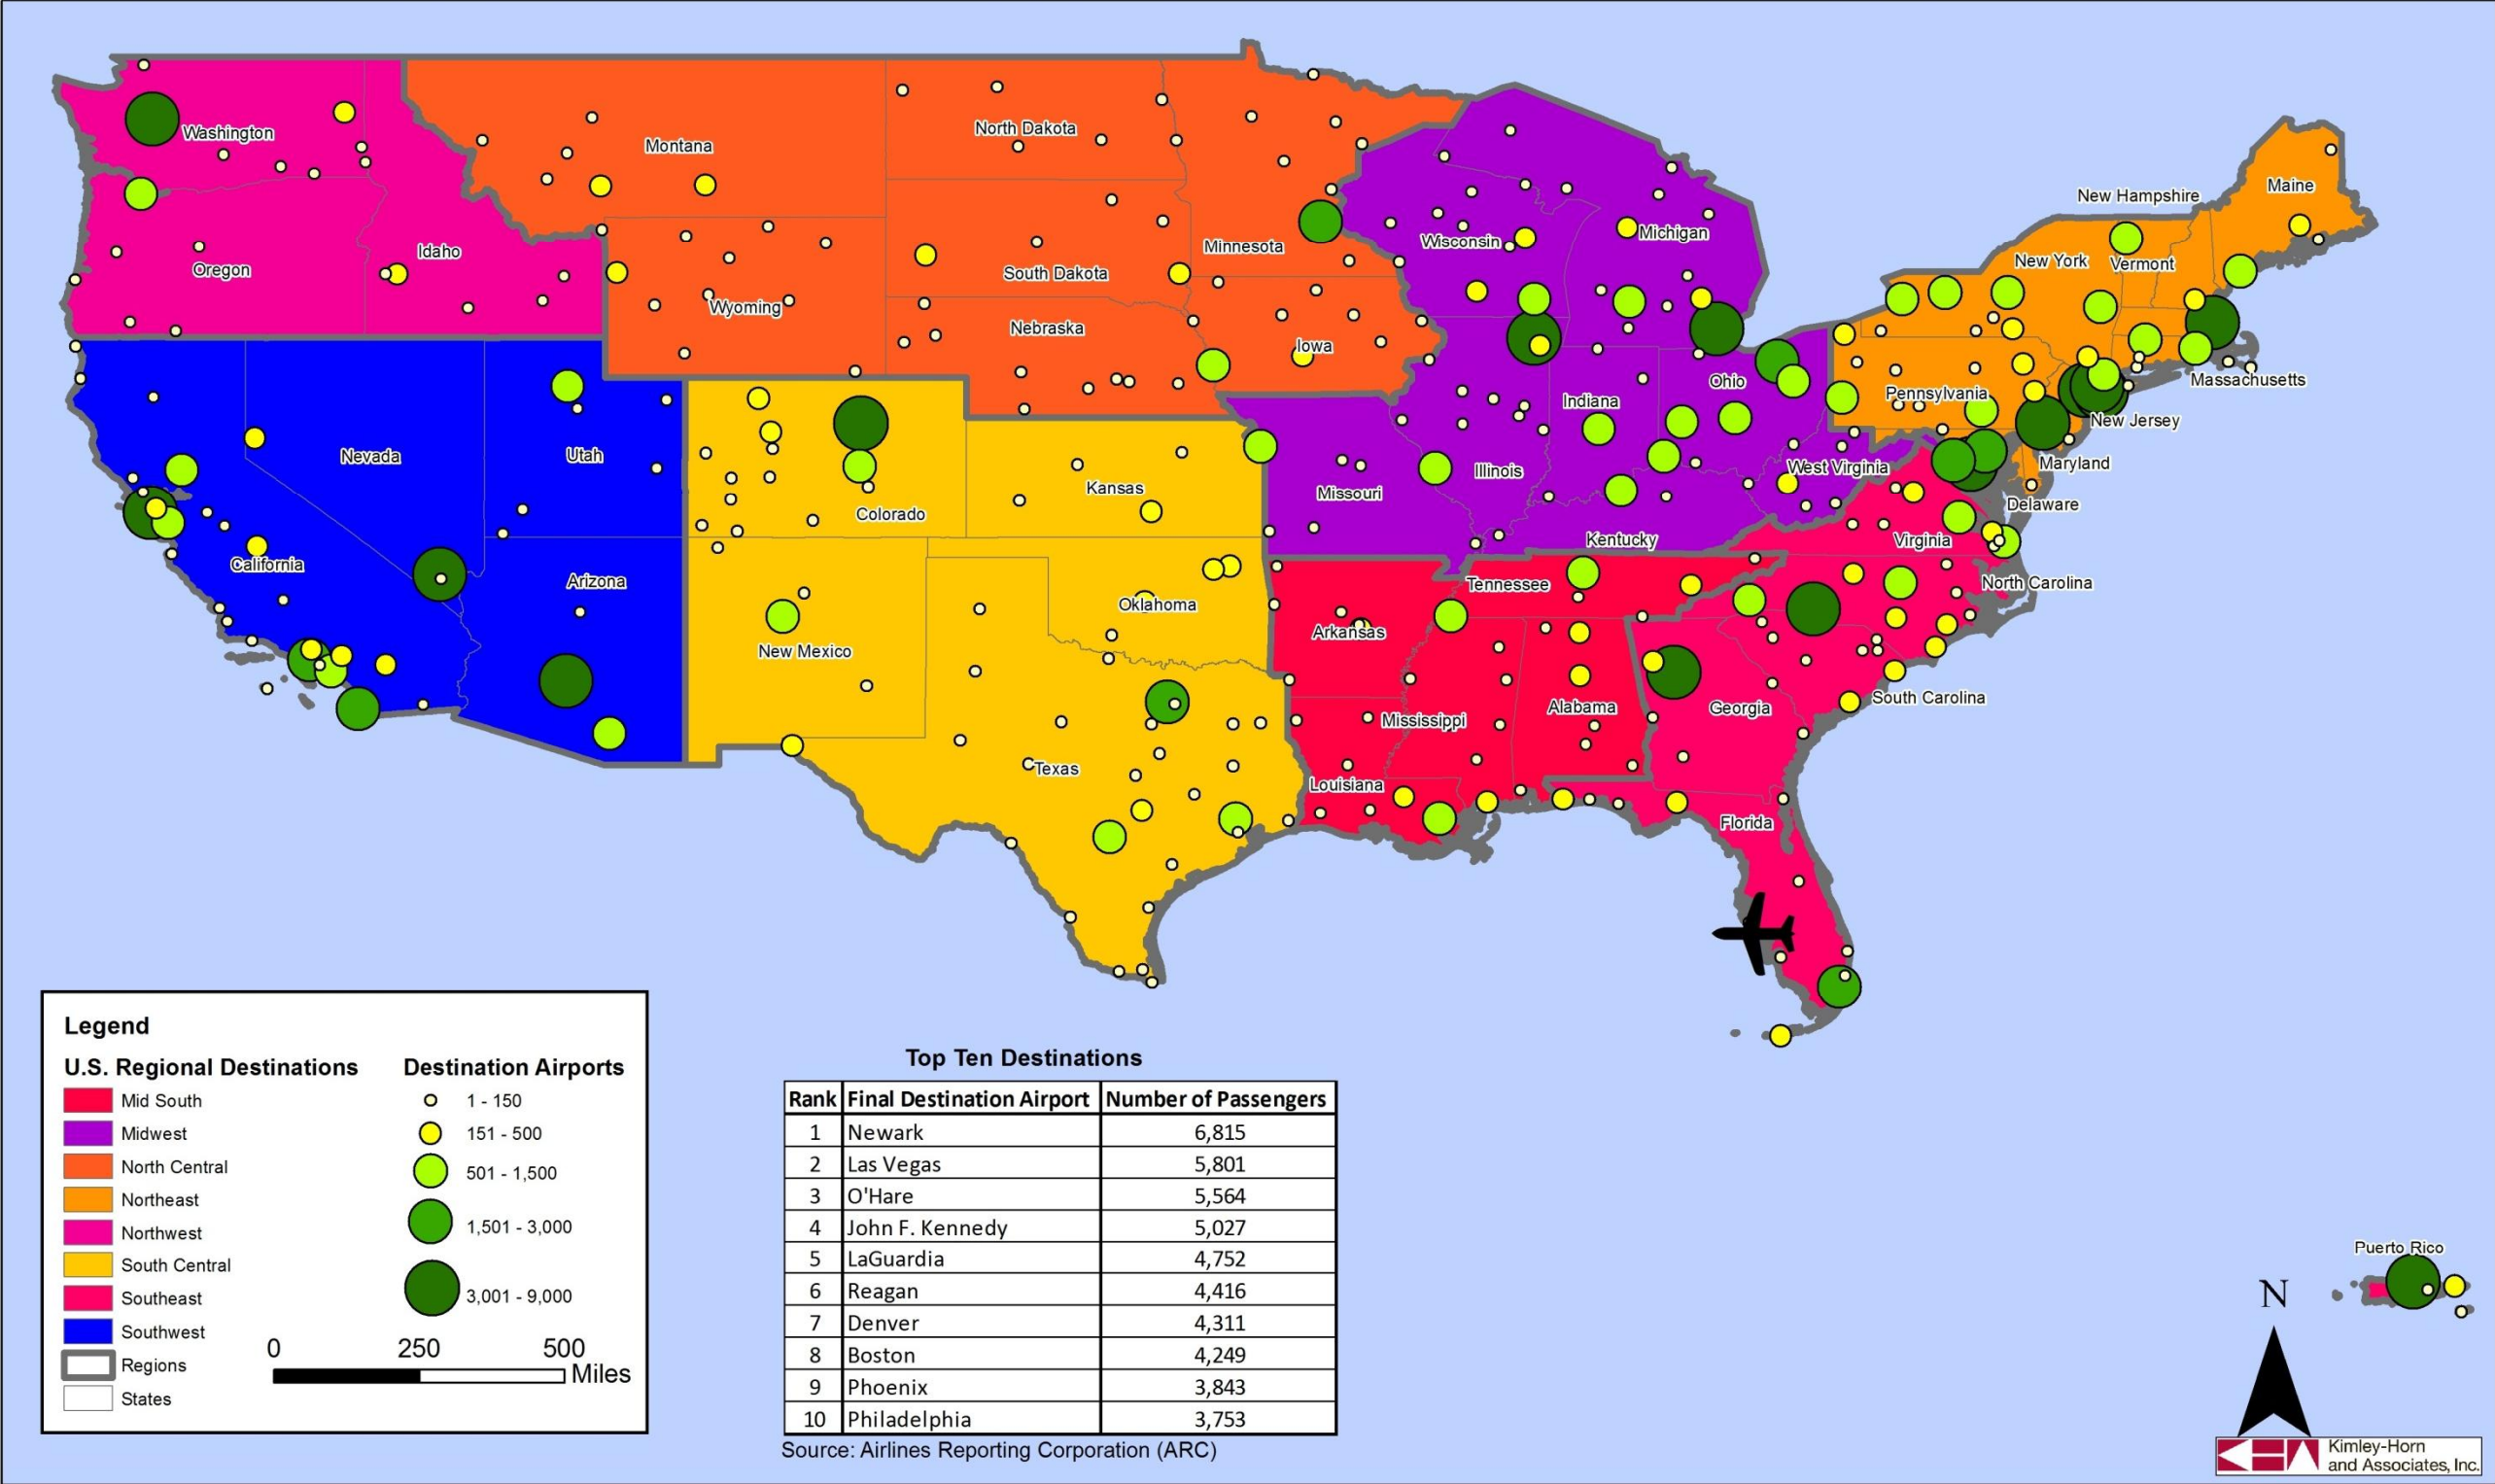 Washington
Montana
North Dakota
Minnesota
Wisconsin
Michigan
Maine
New Hampshire
New York
Vermont
Oregon
Idaho
South Dakota
Wyoming
Nebraska
Iowa
Ohio
Indiana
Pennsylvania
Massachusetts
New Jersey
Nevada
Utah
Colorado
Kansas
Missouri
Illinois
West Virginia
Maryland
Delaware
Kentucky
Virginia
California
Arizona
New Mexico
Oklahoma
Arkansas
Tennessee
North Carolina
South Carolina
Texas
Louisiana
Mississippi
Alabama
Georgia
Florida
Legend
U.S. Regional Destinations
Mid South
Midwest
North Central
Northeast
Northwest
South Central
Southeast
Southwest
Regions
States
Destination Airports
1 - 150
151 - 500
501 - 1,500
1,501 - 3,000
3,001 - 9,000
0 250 500
Miles
Top Ten Destinations
Rank Final Destination Airport Number of Passengers
1 Newark 6,815
2 Las Vegas 5,801
3 O'Hare 5,564
4 John F. Kennedy 5,027
5 LaGuardia 4,752
6 Reagan 4,416
7 Denver 4,311
8 Boston 4,249
9 Phoenix 3,843
10 Philadelphia 3,753
Source: Airlines Reporting Corporation (ARC)
Puerto Rico
N
Kimley-Horn
and Associates, Inc.